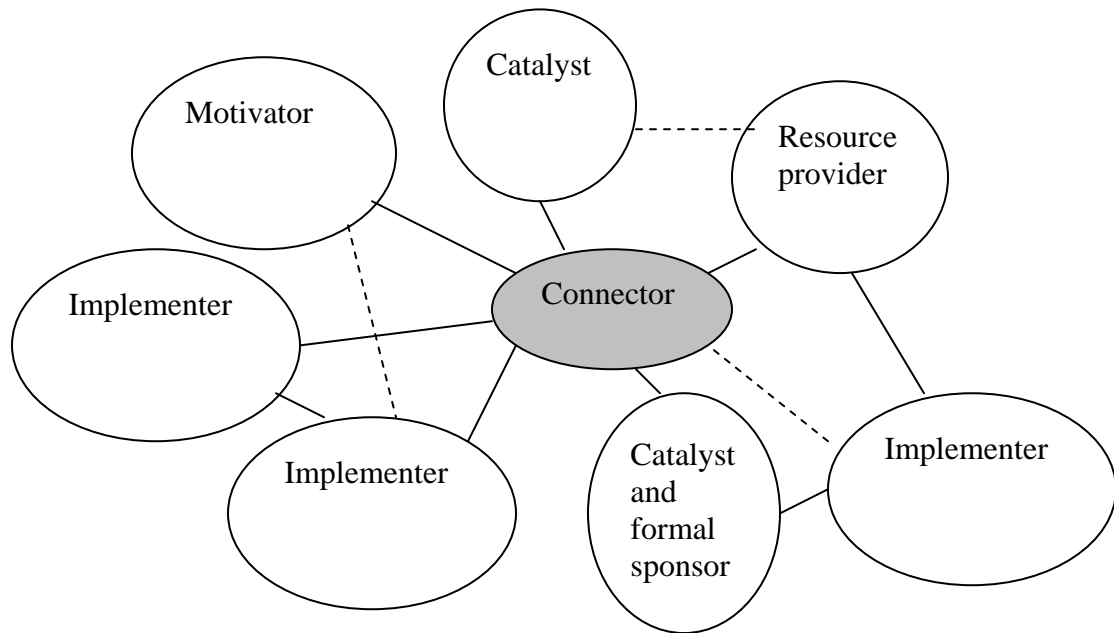 Catalyst
Motivator
Resource
provider
Implementer
Connector
Implementer
Catalyst
and
formal
sponsor
Implementer